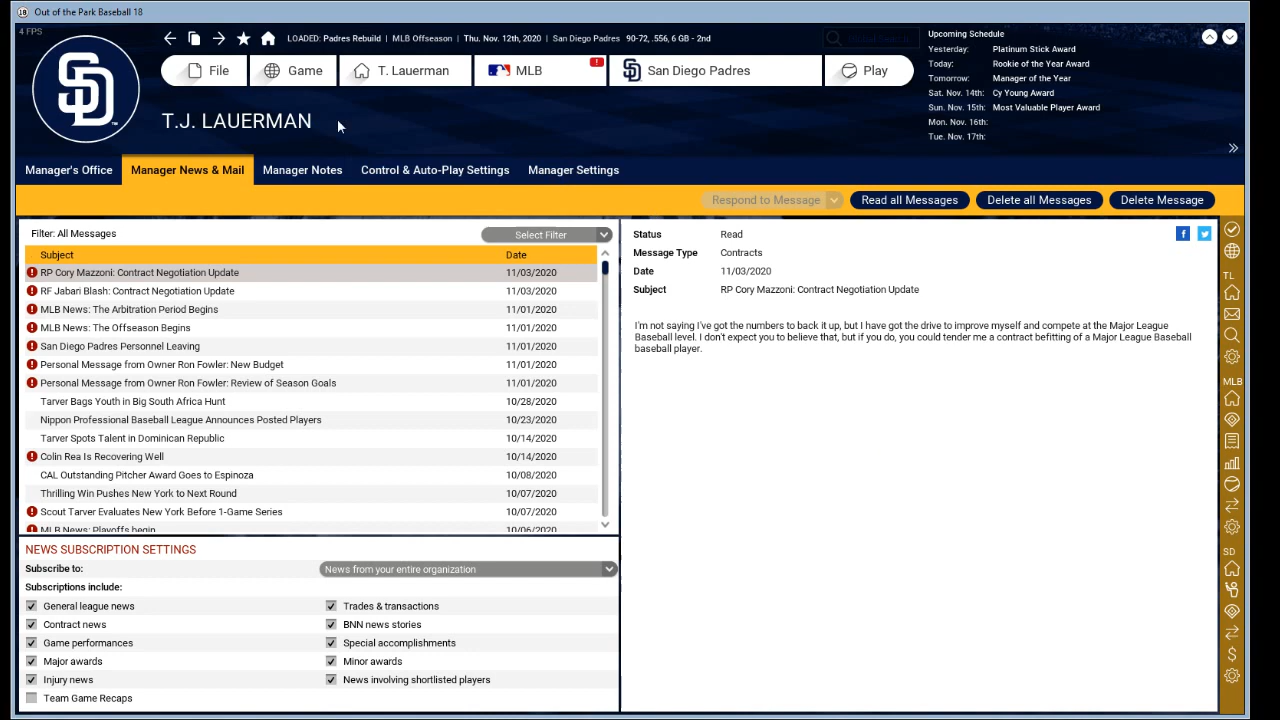 18 Out of the Park Baseball 18
4 FPS
LOADED: Padres Rebuild | MLB Offseason | Thu. Nov. 12th, 2020 | San Diego Padres 90-72, .556, 6 GB - 2nd
File
Game
T. Lauerman
MLB
!
San Diego Padres
Play
Upcoming Schedule
Yesterday: Platinum Stick Award
Today: Rookie of the Year Award
Tomorrow: Manager of the Year
Sat. Nov. 14th: Cy Young Award
Sun. Nov. 15th: Most Valuable Player Award
Mon. Nov. 16th:
Tue. Nov. 17th:
SD
T.J. LAUERMAN
Manager's Office
Manager News & Mail
Manager Notes
Control & Auto-Play Settings
Manager Settings
Respond to Message
Read all Messages
Delete all Messages
Delete Message
Filter: All Messages
Select Filter
Subject Date
RP Cory Mazzoni: Contract Negotiation Update 11/03/2020
RF Jabari Blash: Contract Negotiation Update 11/03/2020
MLB News: The Arbitration Period Begins 11/01/2020
MLB News: The Offseason Begins 11/01/2020
San Diego Padres Personnel Leaving 11/01/2020
Personal Message from Owner Ron Fowler: New Budget 11/01/2020
Personal Message from Owner Ron Fowler: Review of Season Goals 11/01/2020
Tarver Bags Youth in Big South Africa Hunt 10/28/2020
Nippon Professional Baseball League Announces Posted Players 10/23/2020
Tarver Spots Talent in Dominican Republic 10/14/2020
Colin Rea Is Recovering Well 10/14/2020
CAL Outstanding Pitcher Award Goes to Espinoza 10/08/2020
Thrilling Win Pushes New York to Next Round 10/07/2020
Scout Tarver Evaluates New York Before 1-Game Series 10/07/2020
MLB News: Playoffs begin 10/06/2020
NEWS SUBSCRIPTION SETTINGS
Subscribe to: News from your entire organization
Subscriptions include:
General league news Trades & transactions
Contract news BNN news stories
Game performances Special accomplishments
Major awards Minor awards
Injury news News involving shortlisted players
Team Game Recaps
Status Read
Message Type Contracts
Date 11/03/2020
Subject RP Cory Mazzoni: Contract Negotiation Update
I'm not saying I've got the numbers to back it up, but I have got the drive to improve myself and compete at the Major League
Baseball level. I don't expect you to believe that, but if you do, you could tender me a contract befitting of a Major League Baseball
baseball player.
TL
MLB
SD